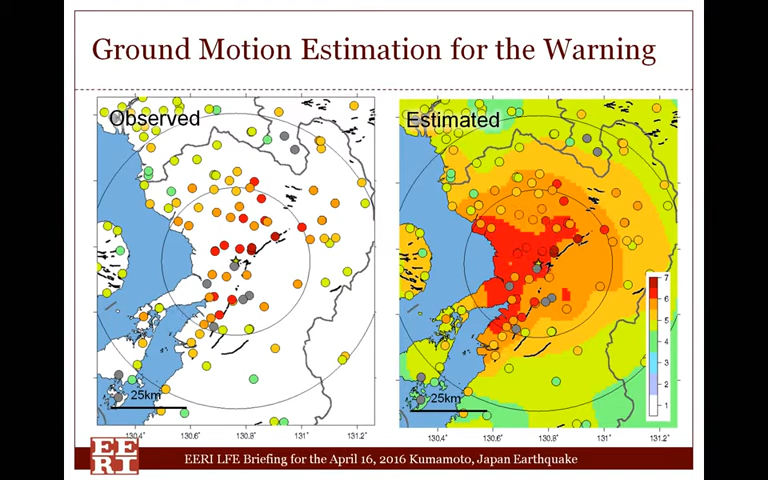 Ground Motion Estimation for the Warning
Observed
Estimated
7
6
5
4
3
2
1
25km
25km
130.4˚ 130.6˚ 130.8˚ 131˚ 131.2˚
130.4˚ 130.6˚ 130.8˚ 131˚ 131.2˚
EE
RI
EERI LFE Briefing for the April 16, 2016 Kumamoto, Japan Earthquake